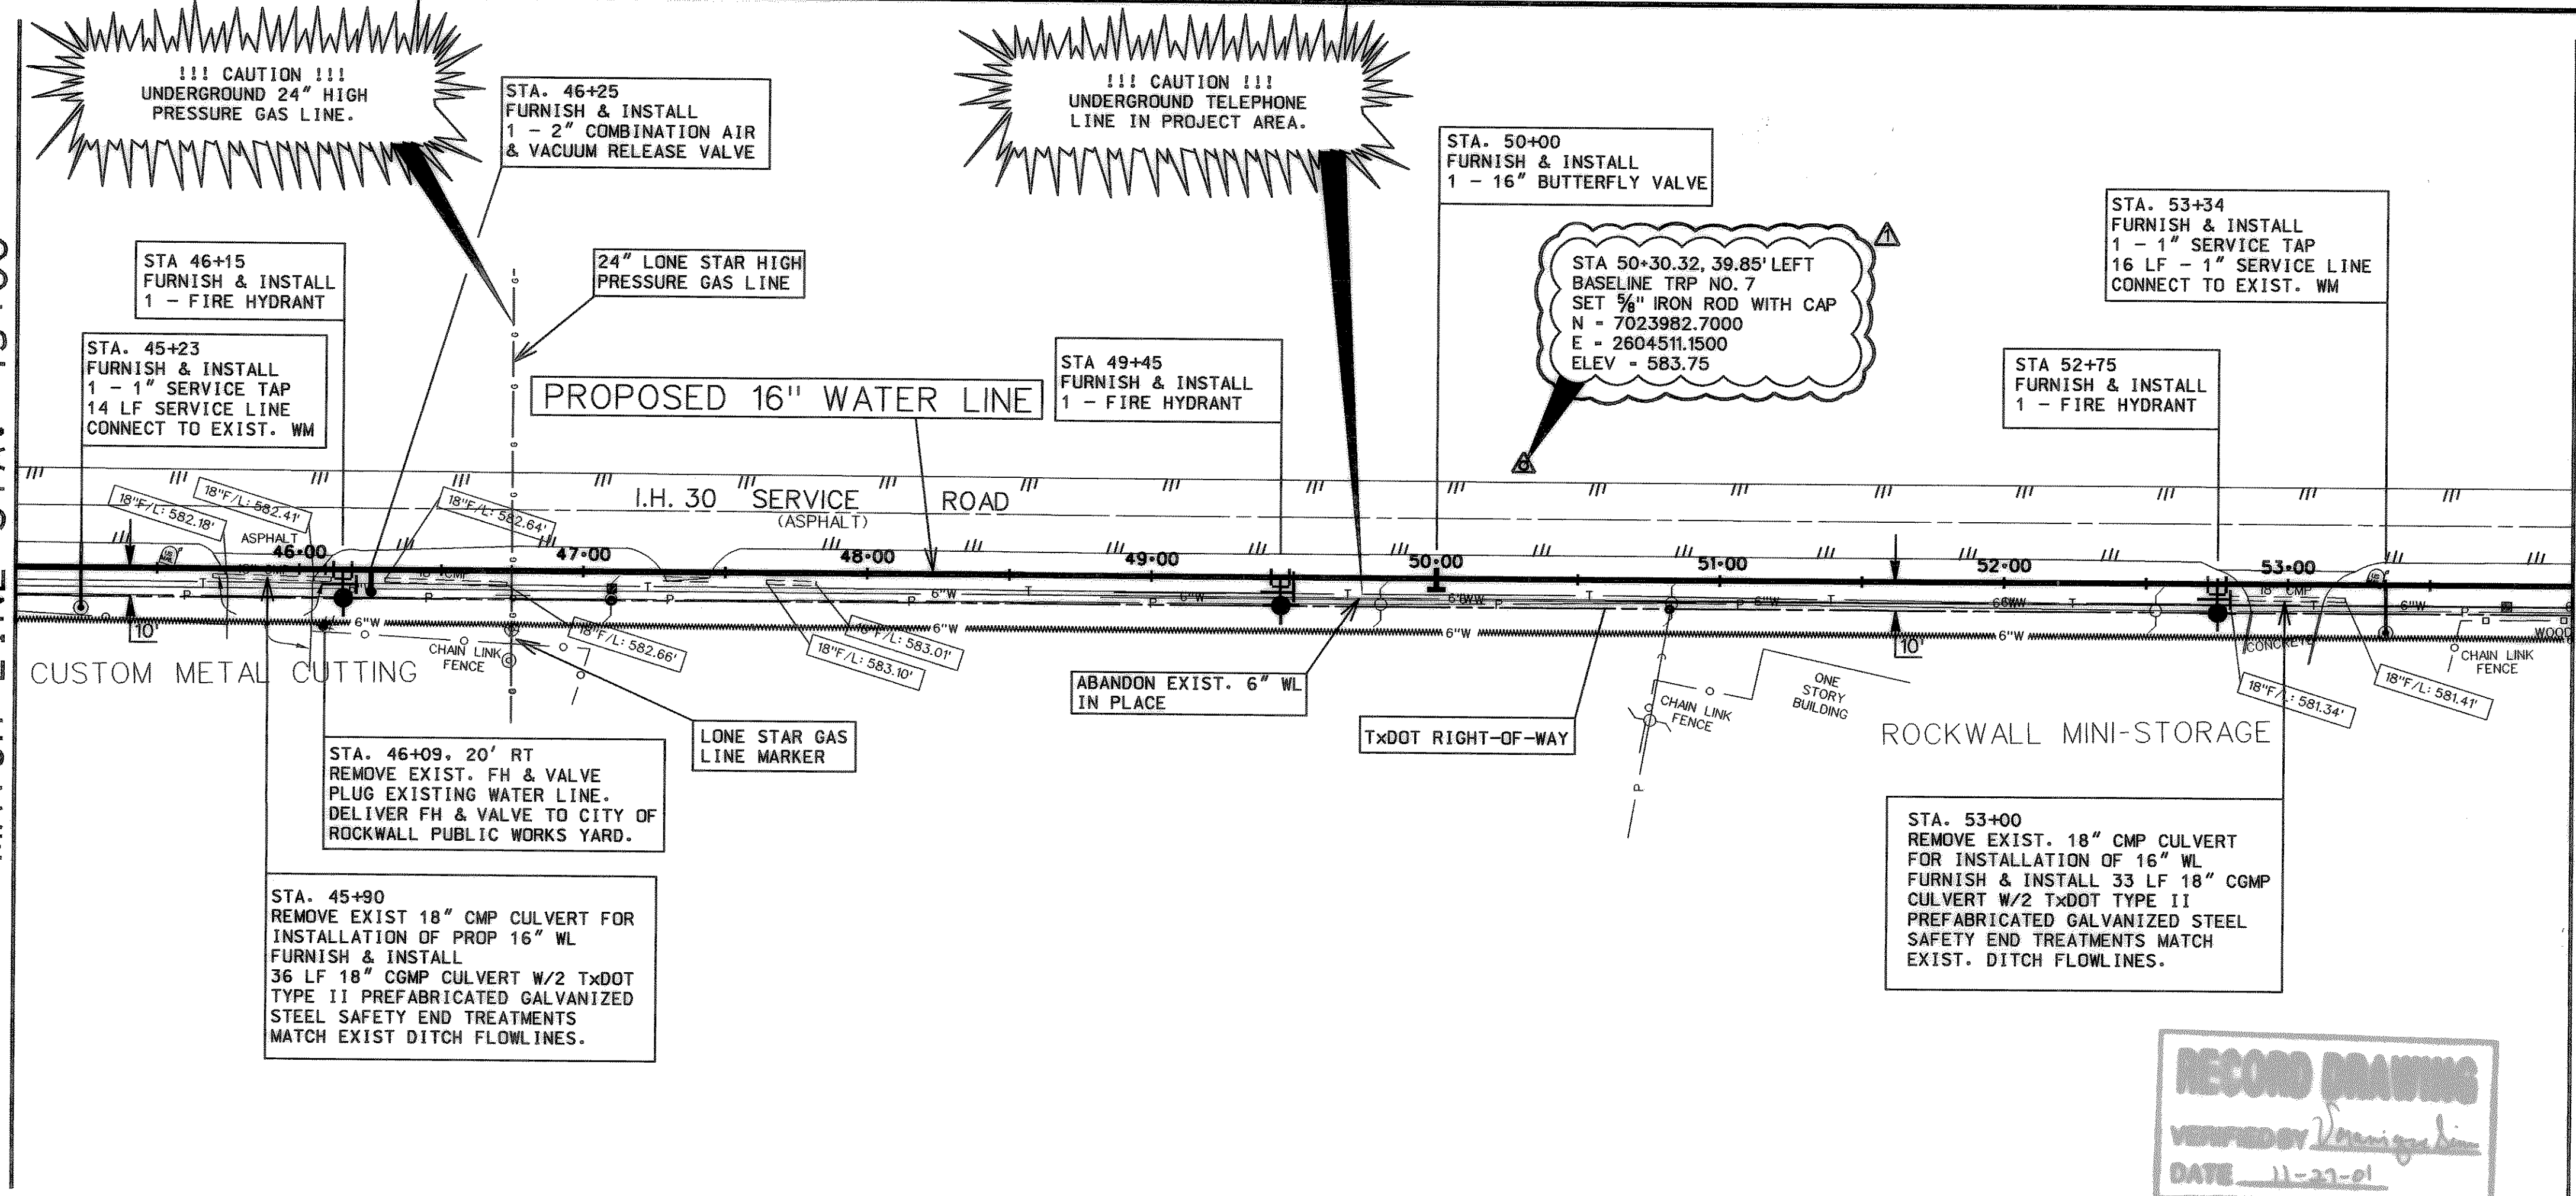 !!! CAUTION !!!
UNDERGROUND 24" HIGH
PRESSURE GAS LINE.
STA. 46+25
FURNISH & INSTALL
1 - 2" COMBINATION AIR
& VACUUM RELEASE VALVE
!!! CAUTION !!!
UNDERGROUND TELEPHONE
LINE IN PROJECT AREA.
STA. 50+00
FURNISH & INSTALL
1 - 16" BUTTERFLY VALVE
STA 50+30.32, 39.85' LEFT
BASELINE TRP NO. 7
SET 5/8" IRON ROD WITH CAP
N = 7023982.7000
E = 2604511.1500
ELEV = 583.75
1
STA. 53+34
FURNISH & INSTALL
1 - 1" SERVICE TAP
16 LF - 1" SERVICE LINE
CONNECT TO EXIST. WM
STA 46+15
FURNISH & INSTALL
1 - FIRE HYDRANT
24" LONE STAR HIGH
PRESSURE GAS LINE
STA. 45+23
FURNISH & INSTALL
1 - 1" SERVICE TAP
14 LF SERVICE LINE
CONNECT TO EXIST. WM
PROPOSED 16" WATER LINE
STA 49+45
FURNISH & INSTALL
1 - FIRE HYDRANT
STA 52+75
FURNISH & INSTALL
1 - FIRE HYDRANT
18"F/L: 582.18'
18"F/L: 582.41'
18"F/L: 582.64'
I.H. 30 SERVICE ROAD
(ASPHALT)
ASPHALT
46+00
47+00
48+00
49+00
50+00
51+00
52+00
53+00
18" CMP
18" CMP
18" CMP
6"W
6"W
6"W
6"W
6"W
6"W
6"W
10'
10'
CUSTOM METAL CUTTING
CHAIN LINK
FENCE
18"F/L: 582.66'
18"F/L: 583.01'
18"F/L: 583.10'
ABANDON EXIST. 6" WL
IN PLACE
TxDOT RIGHT-OF-WAY
CHAIN LINK
FENCE
ONE
STORY
BUILDING
ROCKWALL MINI-STORAGE
CONCRETE
18"F/L: 581.34'
18"F/L: 581.41'
CHAIN LINK
FENCE
WOOD
LONE STAR GAS
LINE MARKER
STA. 46+09, 20' RT
REMOVE EXIST. FH & VALVE
PLUG EXISTING WATER LINE.
DELIVER FH & VALVE TO CITY OF
ROCKWALL PUBLIC WORKS YARD.
STA. 45+90
REMOVE EXIST 18" CMP CULVERT FOR
INSTALLATION OF PROP 16" WL
FURNISH & INSTALL
36 LF 18" CGMP CULVERT W/2 TxDOT
TYPE II PREFABRICATED GALVANIZED
STEEL SAFETY END TREATMENTS
MATCH EXIST DITCH FLOWLINES.
STA. 53+00
REMOVE EXIST. 18" CMP CULVERT
FOR INSTALLATION OF 16" WL
FURNISH & INSTALL 33 LF 18" CGMP
CULVERT W/2 TxDOT TYPE II
PREFABRICATED GALVANIZED STEEL
SAFETY END TREATMENTS MATCH
EXIST. DITCH FLOWLINES.
RECORD DRAWING
VERIFIED BY
DATE 11-27-01